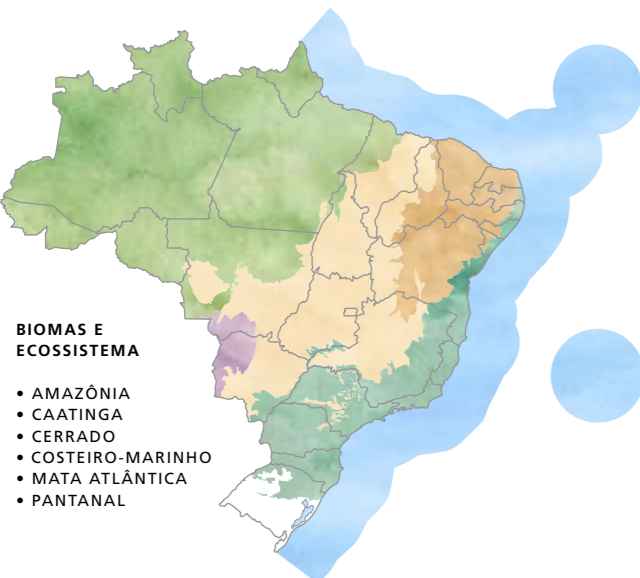 BIOMAS E
ECOSSISTEMA
• AMAZÔNIA
• CAATINGA
• CERRADO
• COSTEIRO-MARINHO
• MATA ATLÂNTICA
• PANTANAL